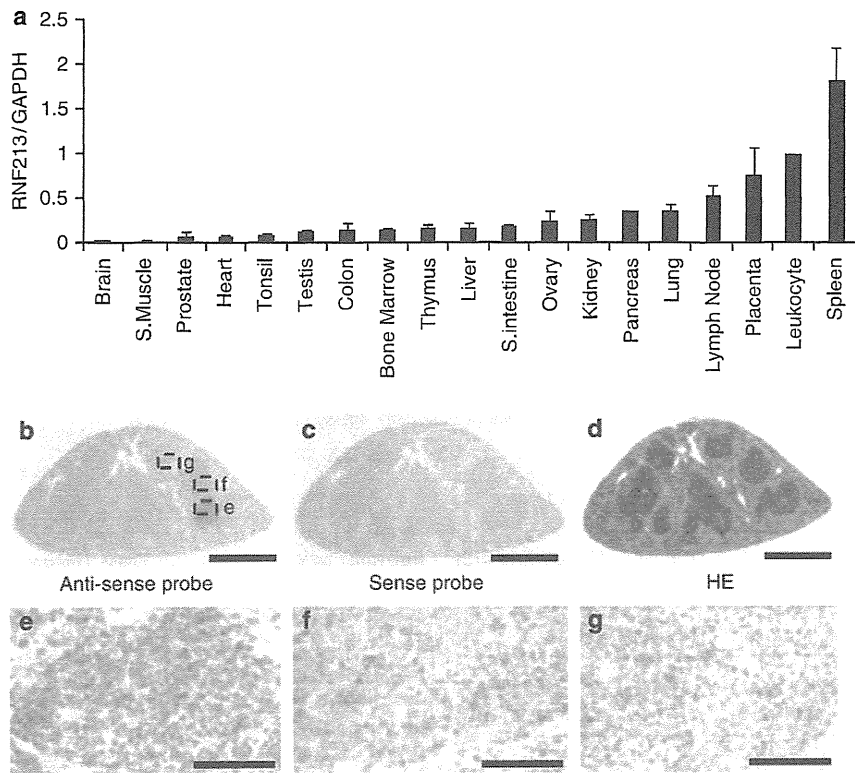 a
RNF213/GAPDH
2.5
2
1.5
1
0.5
0
Brain
S.Muscle
Prostate
Heart
Tonsil
Testis
Colon
Bone Marrow
Thymus
Liver
S.intestine
Ovary
Kidney
Pancreas
Lung
Lymph Node
Placenta
Leukocyte
Spleen
b
g
f
e
c
d
Anti-sense probe
Sense probe
HE
e
f
g